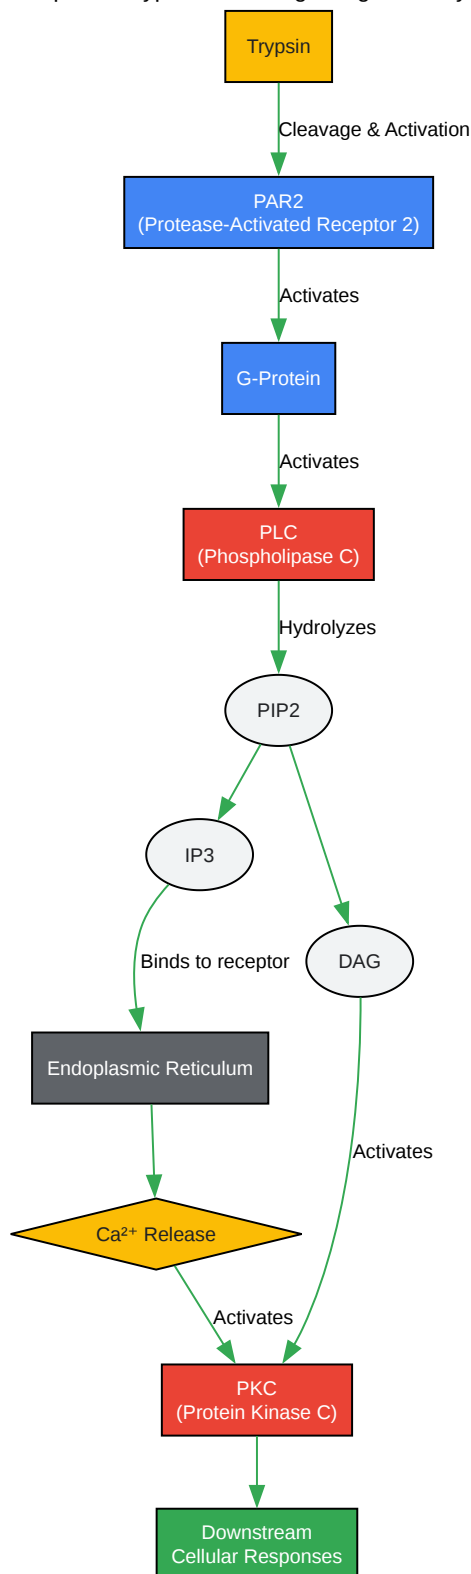 Trypsin
Cleavage & Activation
PAR2
(Protease-Activated Receptor 2)
Activates
G-Protein
Activates
PLC
(Phospholipase C)
Hydrolyzes
PIP2
IP3
Binds to receptor
DAG
Endoplasmic Reticulum
Activates
Ca²⁺ Release
Activates
PKC
(Protein Kinase C)
Downstream
Cellular Responses